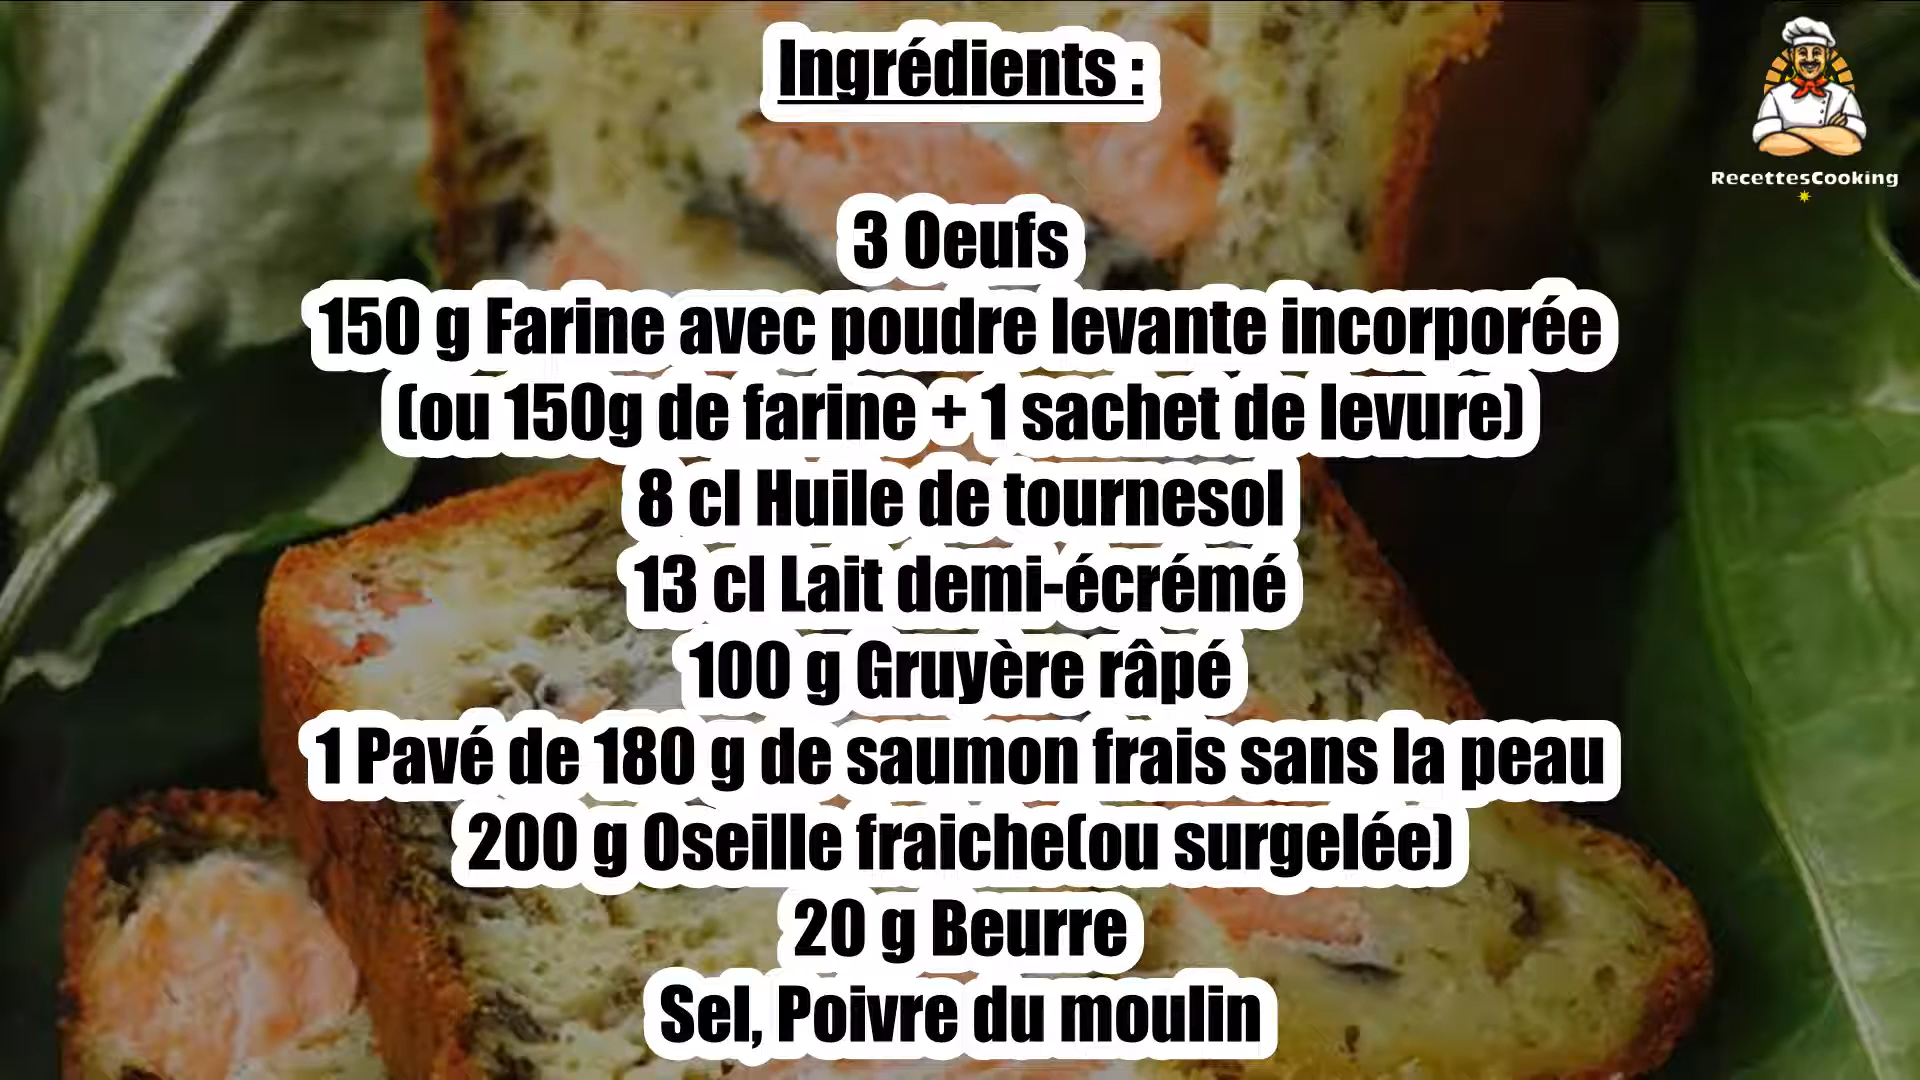 Ingrédients :
RecettesCooking
3 Oeufs
150 g Farine avec poudre levante incorporée
(ou 150g de farine + 1 sachet de levure)
8 cl Huile de tournesol
13 cl Lait demi-écrémé
100 g Gruyère râpé
1 Pavé de 180 g de saumon frais sans la peau
200 g Oseille fraiche(ou surgelée)
20 g Beurre
Sel, Poivre du moulin